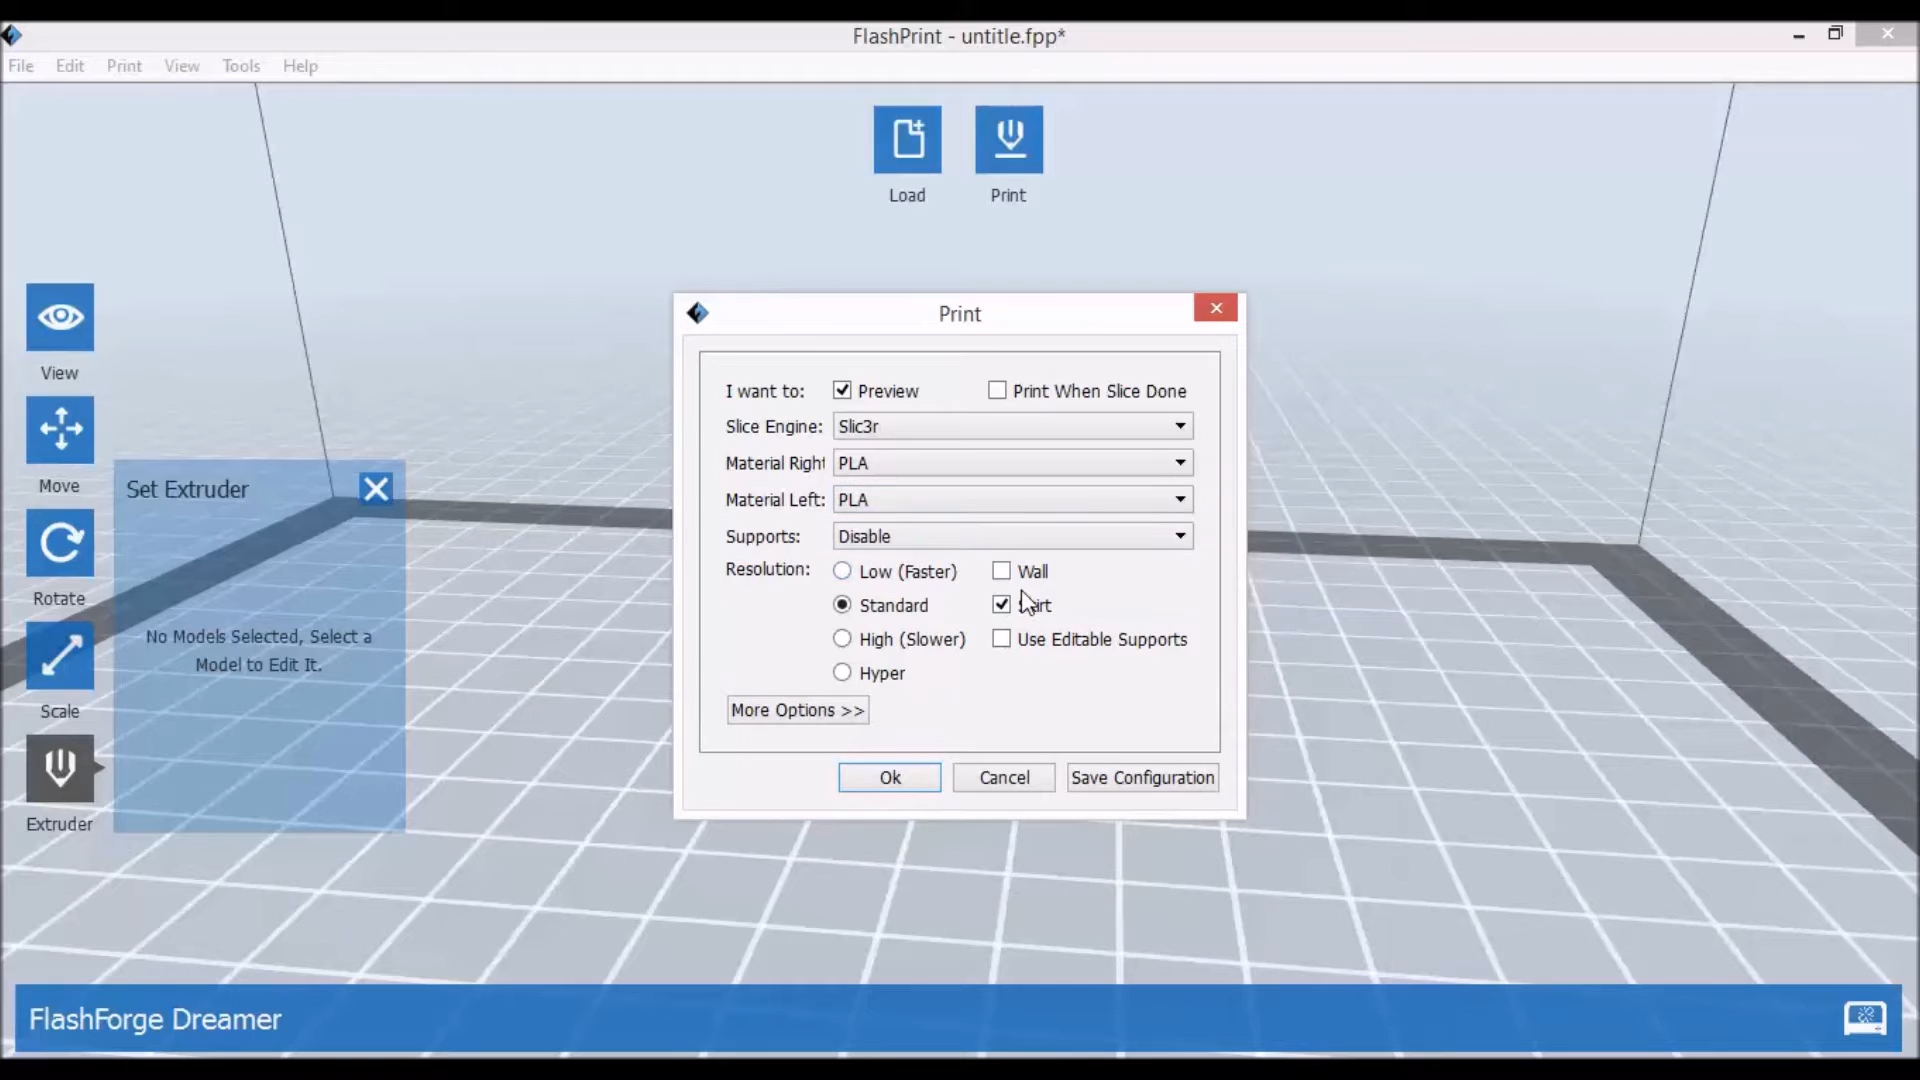 FlashPrint - untitle.fpp*
File Edit Print View Tools Help
Load Print
View
Move
Rotate
Scale
Extruder
Set Extruder
No Models Selected, Select a
Model to Edit It.
Print
I want to: Preview Print When Slice Done
Slice Engine: Slic3r
Material Right PLA
Material Left: PLA
Supports: Disable
Resolution: Low (Faster) Wall
Standard
High (Slower) Use Editable Supports
Hyper
More Options >>
Ok Cancel Save Configuration
FlashForge Dreamer